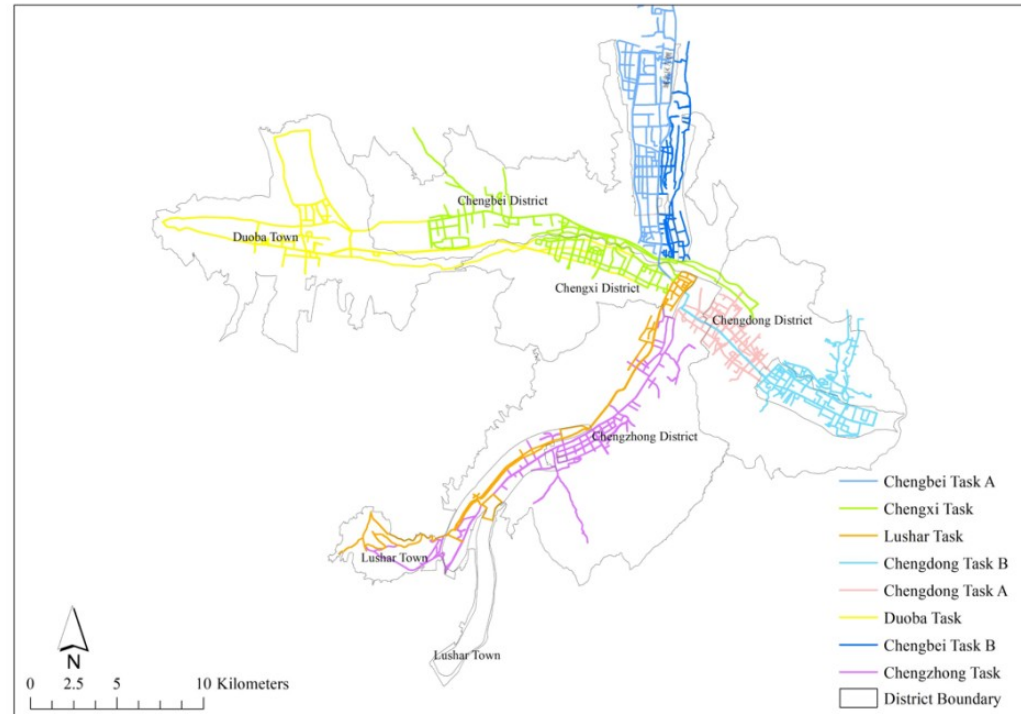 Chengbei District
Duoba Town
Chengxi District
Chengdong District
Chengzhong District
Lushar Town
Lushar Town
Chengbei Task A
Chengxi Task
Lushar Task
Chengdong Task B
Chengdong Task A
Duoba Task
Chengbei Task B
Chengzhong Task
District Boundary
N
0 2.5 5 10 Kilometers